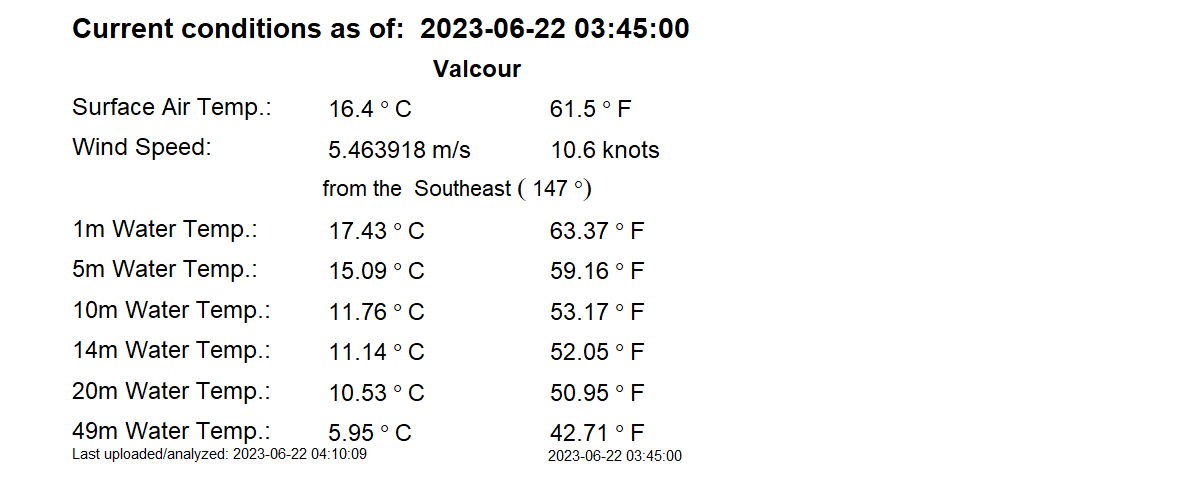 Current conditions as of: 2023-06-22 03:45:00
Valcour
Surface Air Temp.: 16.4 ° C 61.5 ° F
Wind Speed: 5.463918 m/s 10.6 knots
from the Southeast ( 147 °)
1m Water Temp.: 17.43 ° C 63.37 ° F
5m Water Temp.: 15.09 ° C 59.16 ° F
10m Water Temp.: 11.76 ° C 53.17 ° F
14m Water Temp.: 11.14 ° C 52.05 ° F
20m Water Temp.: 10.53 ° C 50.95 ° F
49m Water Temp.: 5.95 ° C 42.71 ° F
Last uploaded/analyzed: 2023-06-22 04:10:09 2023-06-22 03:45:00